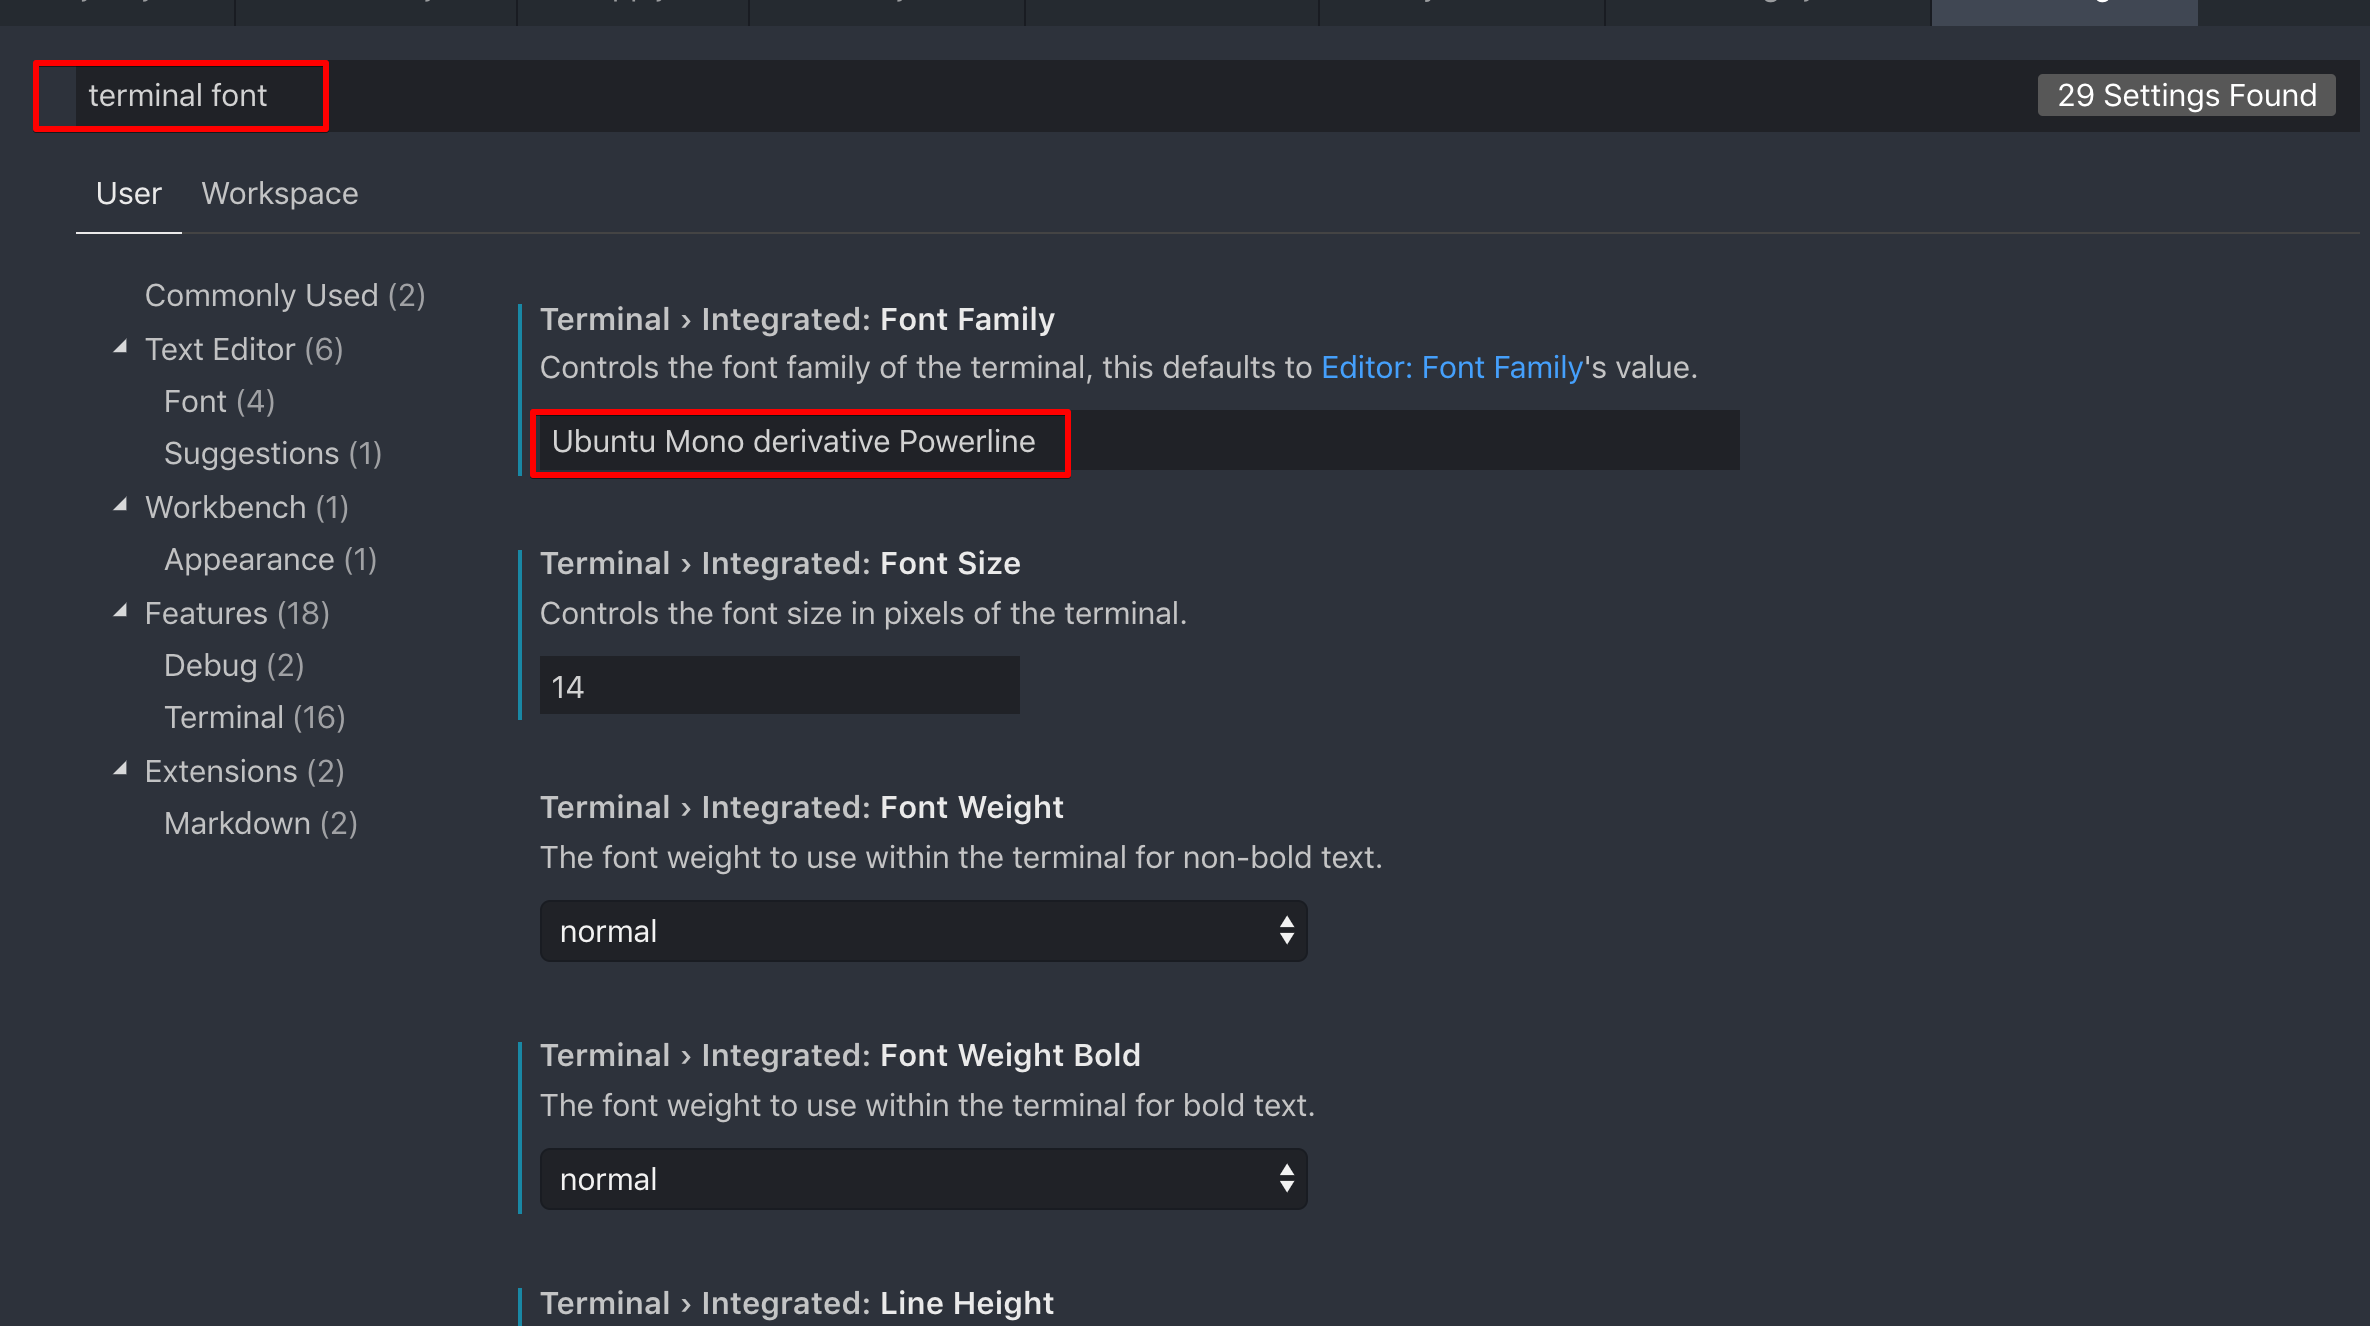 terminal font
29 Settings Found
User
Workspace
Commonly Used (2)
Text Editor (6)
Font (4)
Suggestions (1)
Workbench (1)
Appearance (1)
Features (18)
Debug (2)
Terminal (16)
Extensions (2)
Markdown (2)
Terminal › Integrated: Font Family
Controls the font family of the terminal, this defaults to Editor: Font Family's value.
Ubuntu Mono derivative Powerline
Terminal › Integrated: Font Size
Controls the font size in pixels of the terminal.
14
Terminal › Integrated: Font Weight
The font weight to use within the terminal for non-bold text.
normal
Terminal › Integrated: Font Weight Bold
The font weight to use within the terminal for bold text.
normal
Terminal › Integrated: Line Height